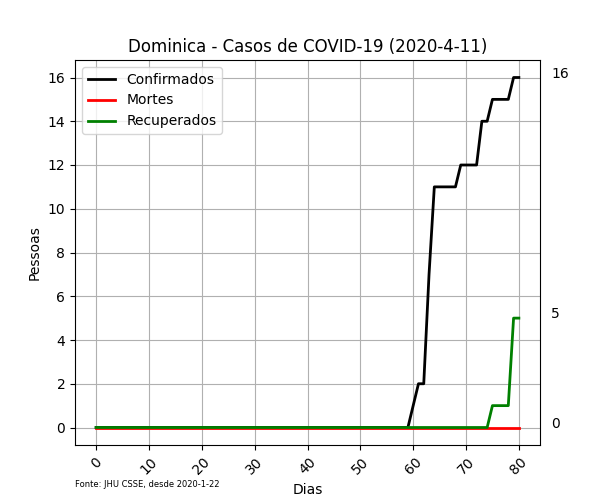 Dominica - Casos de COVID-19 (2020-4-11)
Confirmados
Mortes
Recuperados
Pessoas
16
14
12
10
8
6
4
2
0
16
5
0
0 10 20 30 40 50 60 70 80
Dias
Fonte: JHU CSSE, desde 2020-1-22